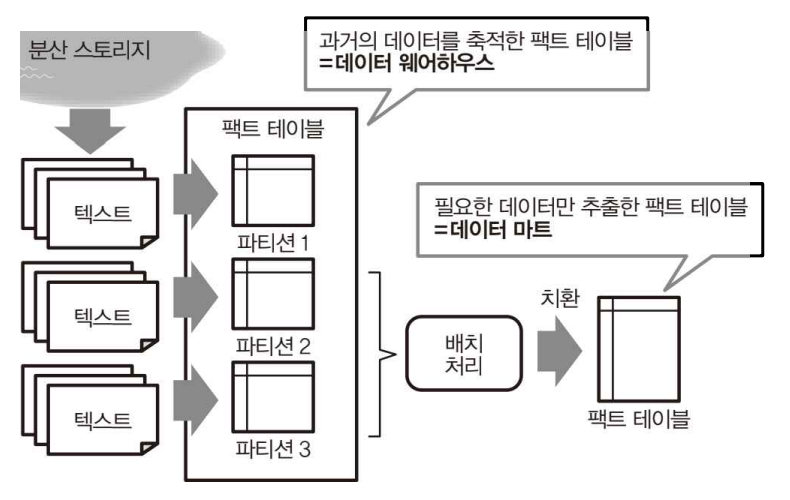 분산 스토리지
과거의 데이터를 축적한 팩트 테이블
=데이터 웨어하우스
팩트 테이블
텍스트
파티션 1
필요한 데이터만 추출한 팩트 테이블
=데이터 마트
텍스트
파티션 2
배치
처리
치환
팩트 테이블
텍스트
파티션 3